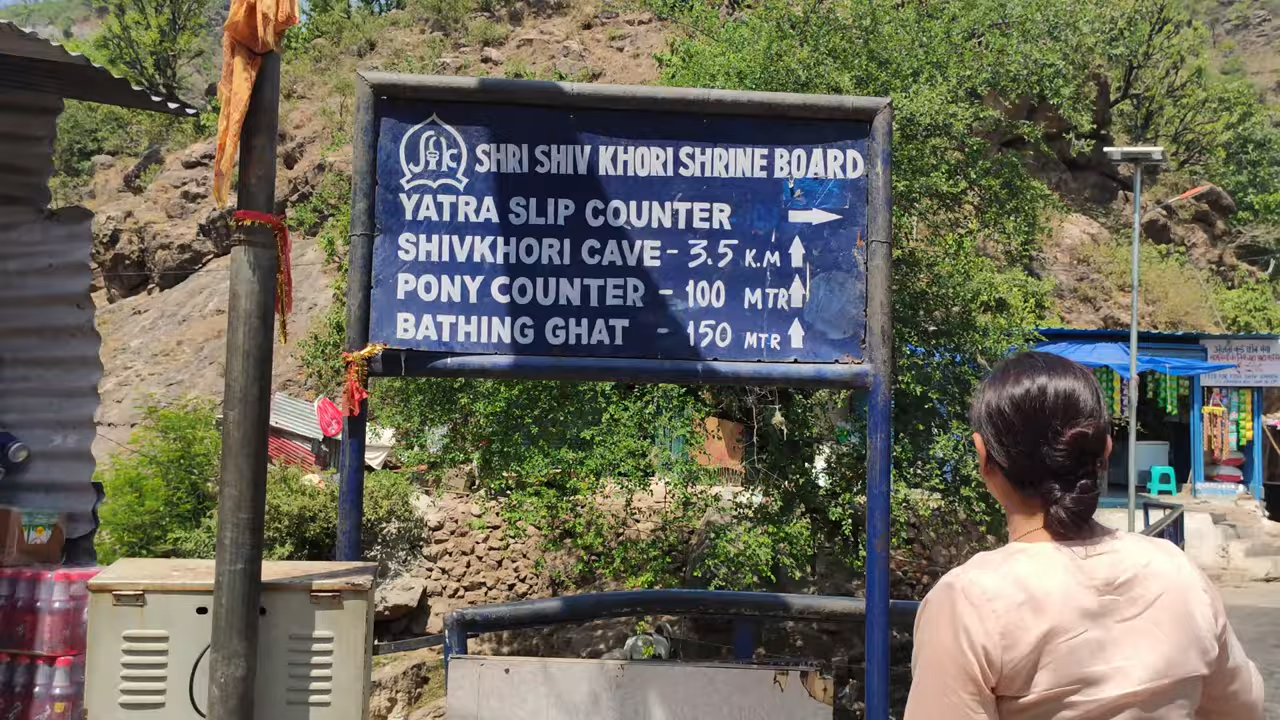 SHRI SHIV KHORI SHRINE BOARD
YATRA SLIP COUNTER →
SHIVKHORI CAVE - 3.5 K.M ↑
PONY COUNTER - 100 MTR ↑
BATHING GHAT - 150 MTR ↑